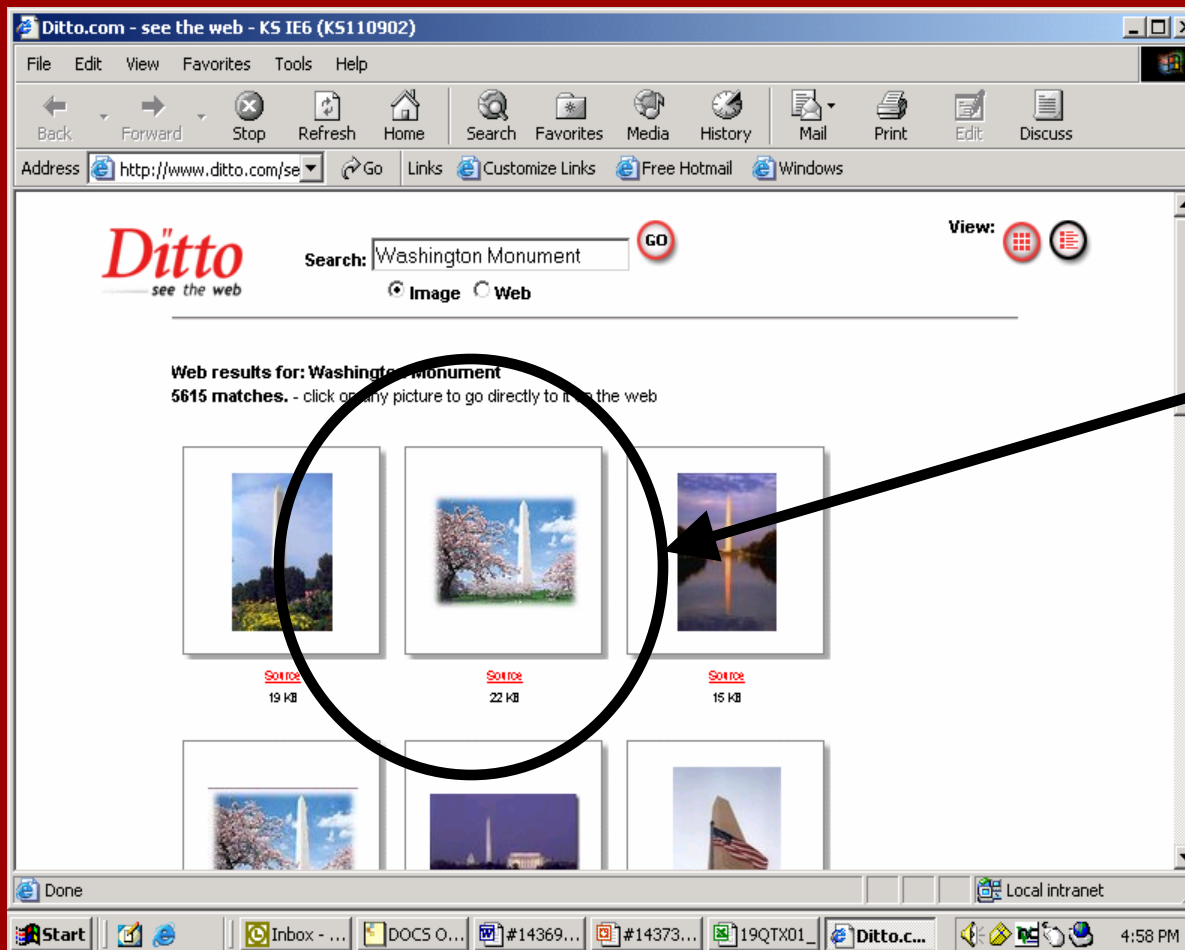 Ditto.com - see the web - KS IE6 (KS110902)
File Edit View Favorites Tools Help
Back Forward Stop Refresh Home Search Favorites Media History Mail Print Edit Discuss
Address http://www.ditto.com/se Go Links Customize Links Free Hotmail Windows
Ditto
see the web
Search: Washington Monument GO
View:
Image Web
Web results for: Washington Monument
5615 matches. - click on any picture to go directly to it on the web
Source Source Source
19 KB 22 KB 15 KB
Done Local intranet
Start Inbox - ... DOCS O... #14369... #14373... 19QTX01_ Ditto.c... 4:58 PM